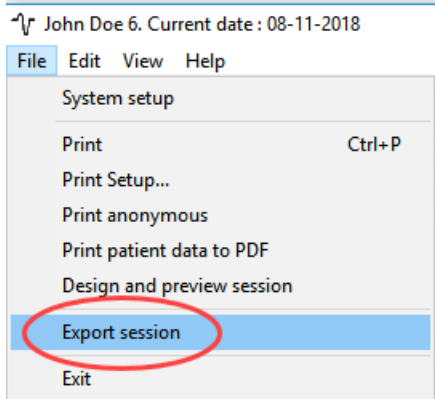 John Doe 6. Current date : 08-11-2018
File Edit View Help
System setup
Print Ctrl+P
Print Setup...
Print anonymous
Print patient data to PDF
Design and preview session
Export session
Exit